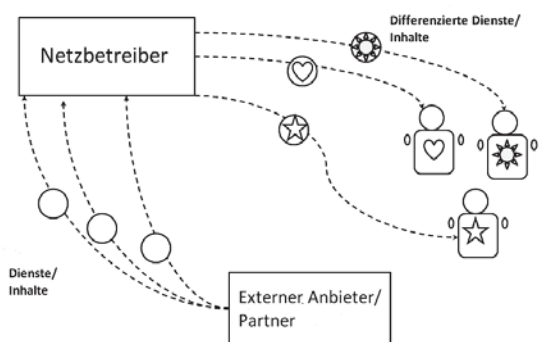 Netzbetreiber
Differenzierte Dienste/
Inhalte
Dienste/
Inhalte
Externer Anbieter/
Partner